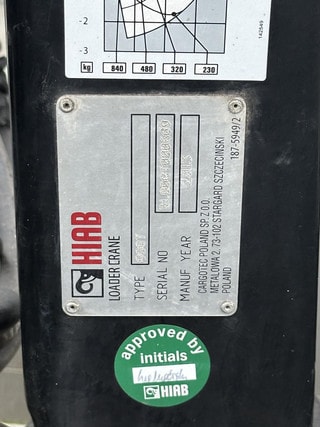 -2
-3
kg 840 480 320 230
142549
HIAB
LOADER CRANE
TYPE
SERIAL NO
MANUF YEAR
CARGOTEC POLAND SP. Z O.O.
METALOWA 2, 73-102 STARGARD SZCZECINSKI
POLAND
187-5949/2
approved by
initials
HIAB